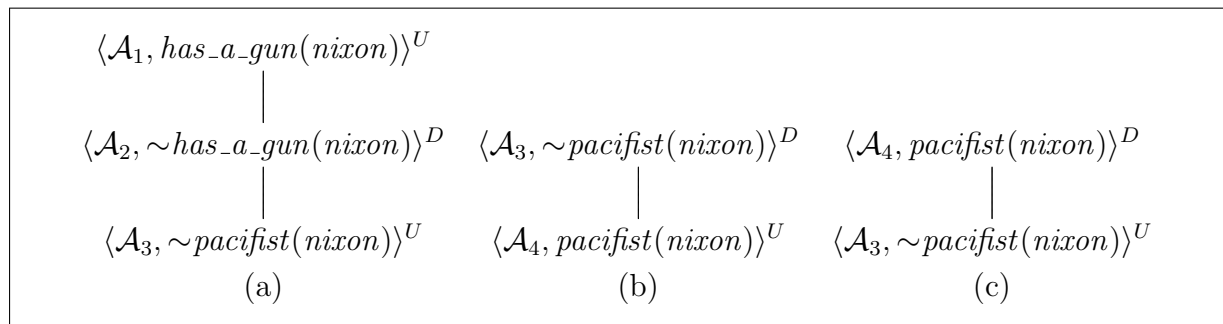 ⟨𝒜₁, has_a_gun(nixon)⟩ᵁ
⟨𝒜₂, ∼has_a_gun(nixon)⟩ᴰ ⟨𝒜₃, ∼pacifist(nixon)⟩ᴰ ⟨𝒜₄, pacifist(nixon)⟩ᴰ
⟨𝒜₃, ∼pacifist(nixon)⟩ᵁ ⟨𝒜₄, pacifist(nixon)⟩ᵁ ⟨𝒜₃, ∼pacifist(nixon)⟩ᵁ
(a) (b) (c)